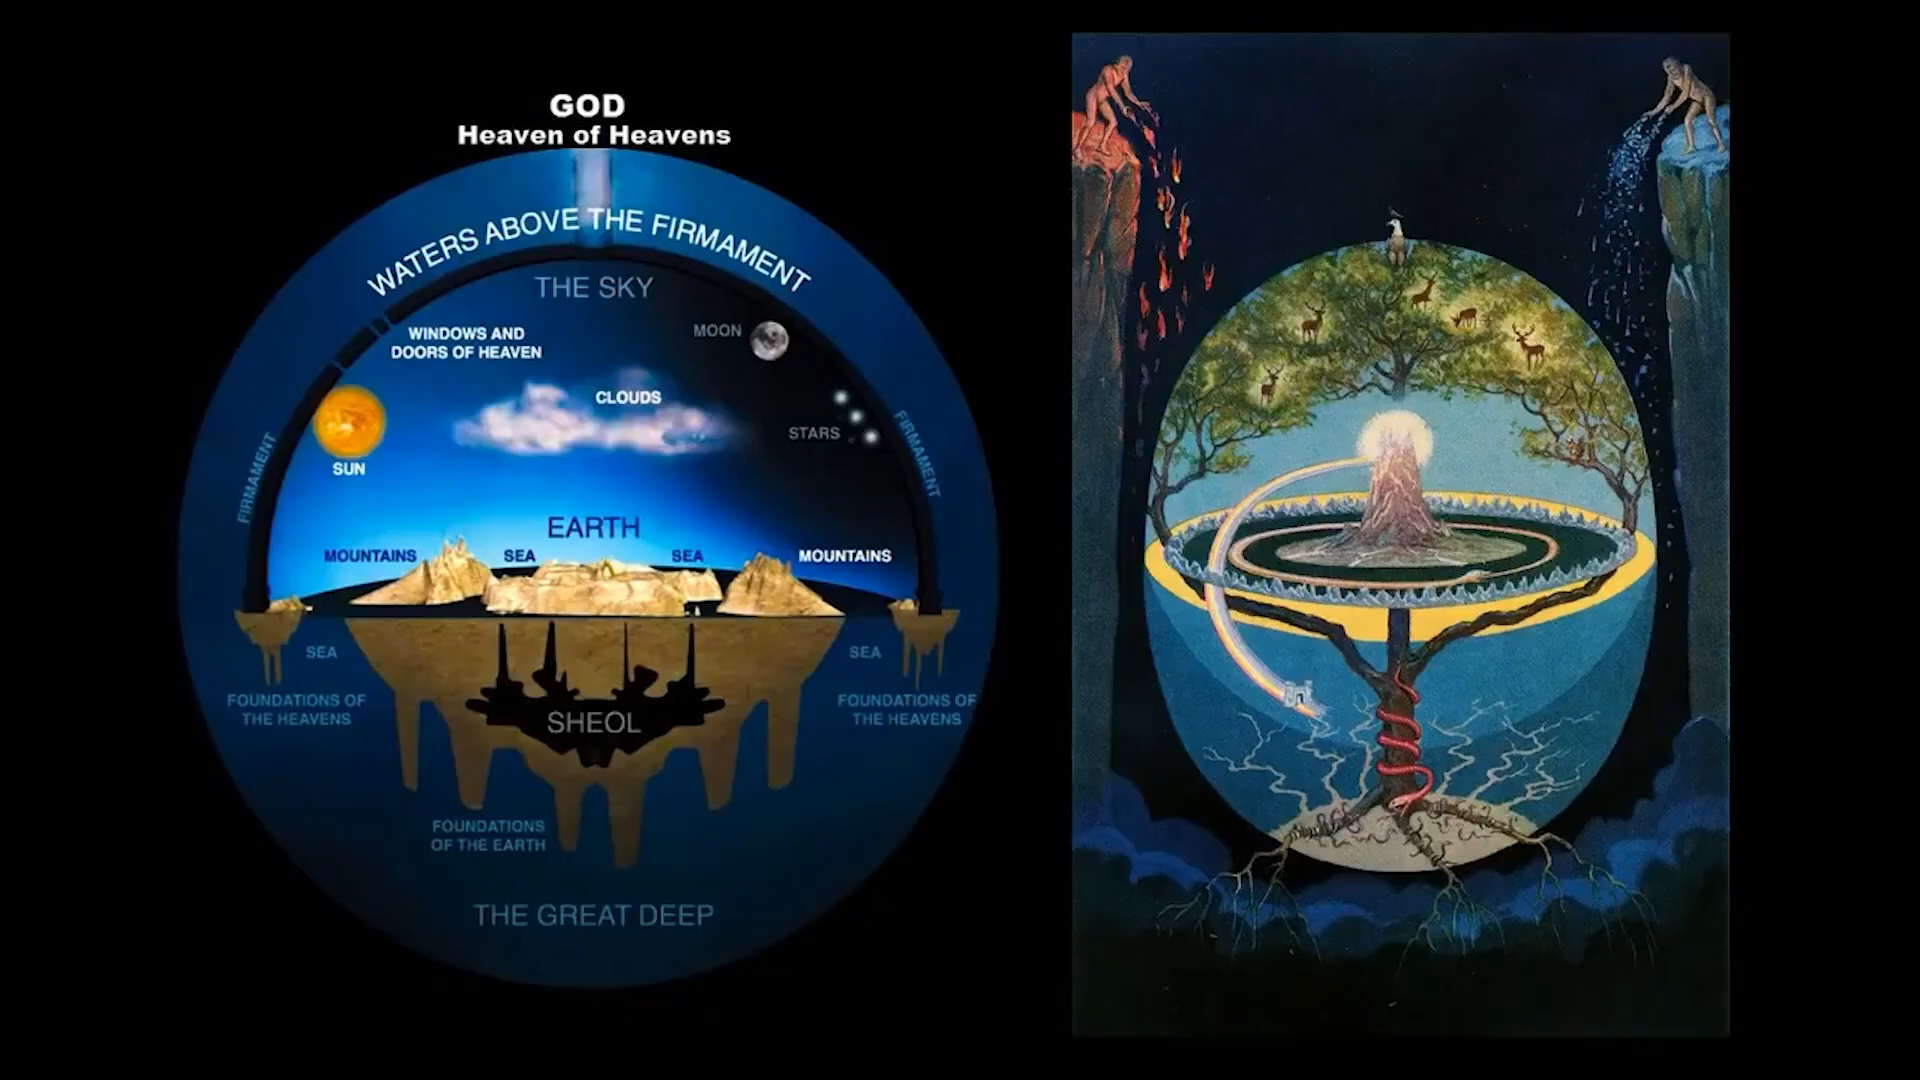 GOD
Heaven of Heavens
WATERS ABOVE THE FIRMAMENT
THE SKY
WINDOWS AND
DOORS OF HEAVEN
MOON
CLOUDS
STARS
SUN
FIRMAMENT
FIRMAMENT
EARTH
MOUNTAINS
SEA
SEA
MOUNTAINS
SEA
SEA
FOUNDATIONS OF
THE HEAVENS
FOUNDATIONS OF
THE HEAVENS
SHEOL
FOUNDATIONS
OF THE EARTH
THE GREAT DEEP